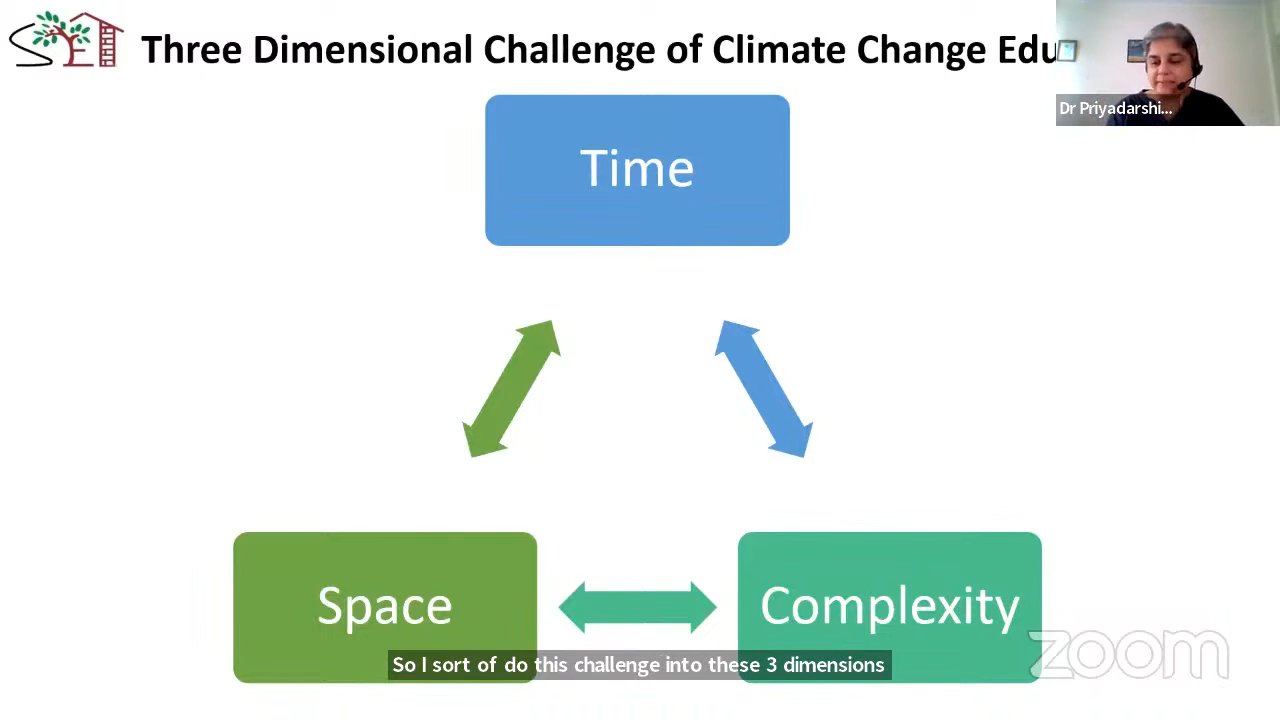 Three Dimensional Challenge of Climate Change Edu
Dr Priyadarshi...
Time
Space
Complexity
So I sort of do this challenge into these 3 dimensions
zoom